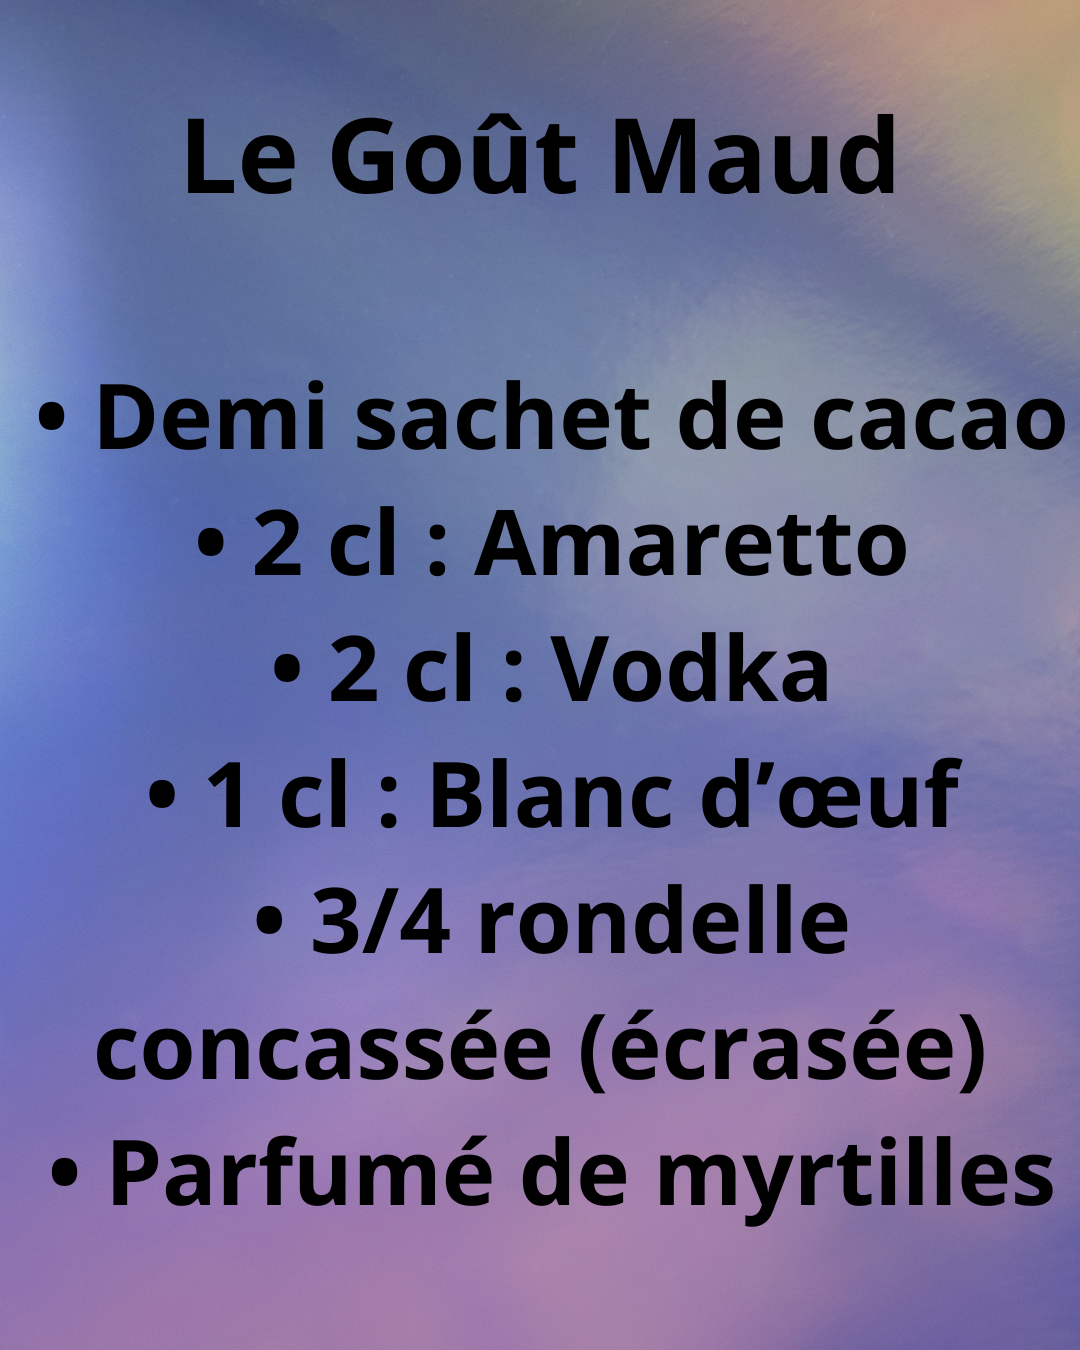 Le Goût Maud
• Demi sachet de cacao
• 2 cl : Amaretto
• 2 cl : Vodka
• 1 cl : Blanc d’œuf
• 3/4 rondelle
concassée (écrasée)
• Parfumé de myrtilles